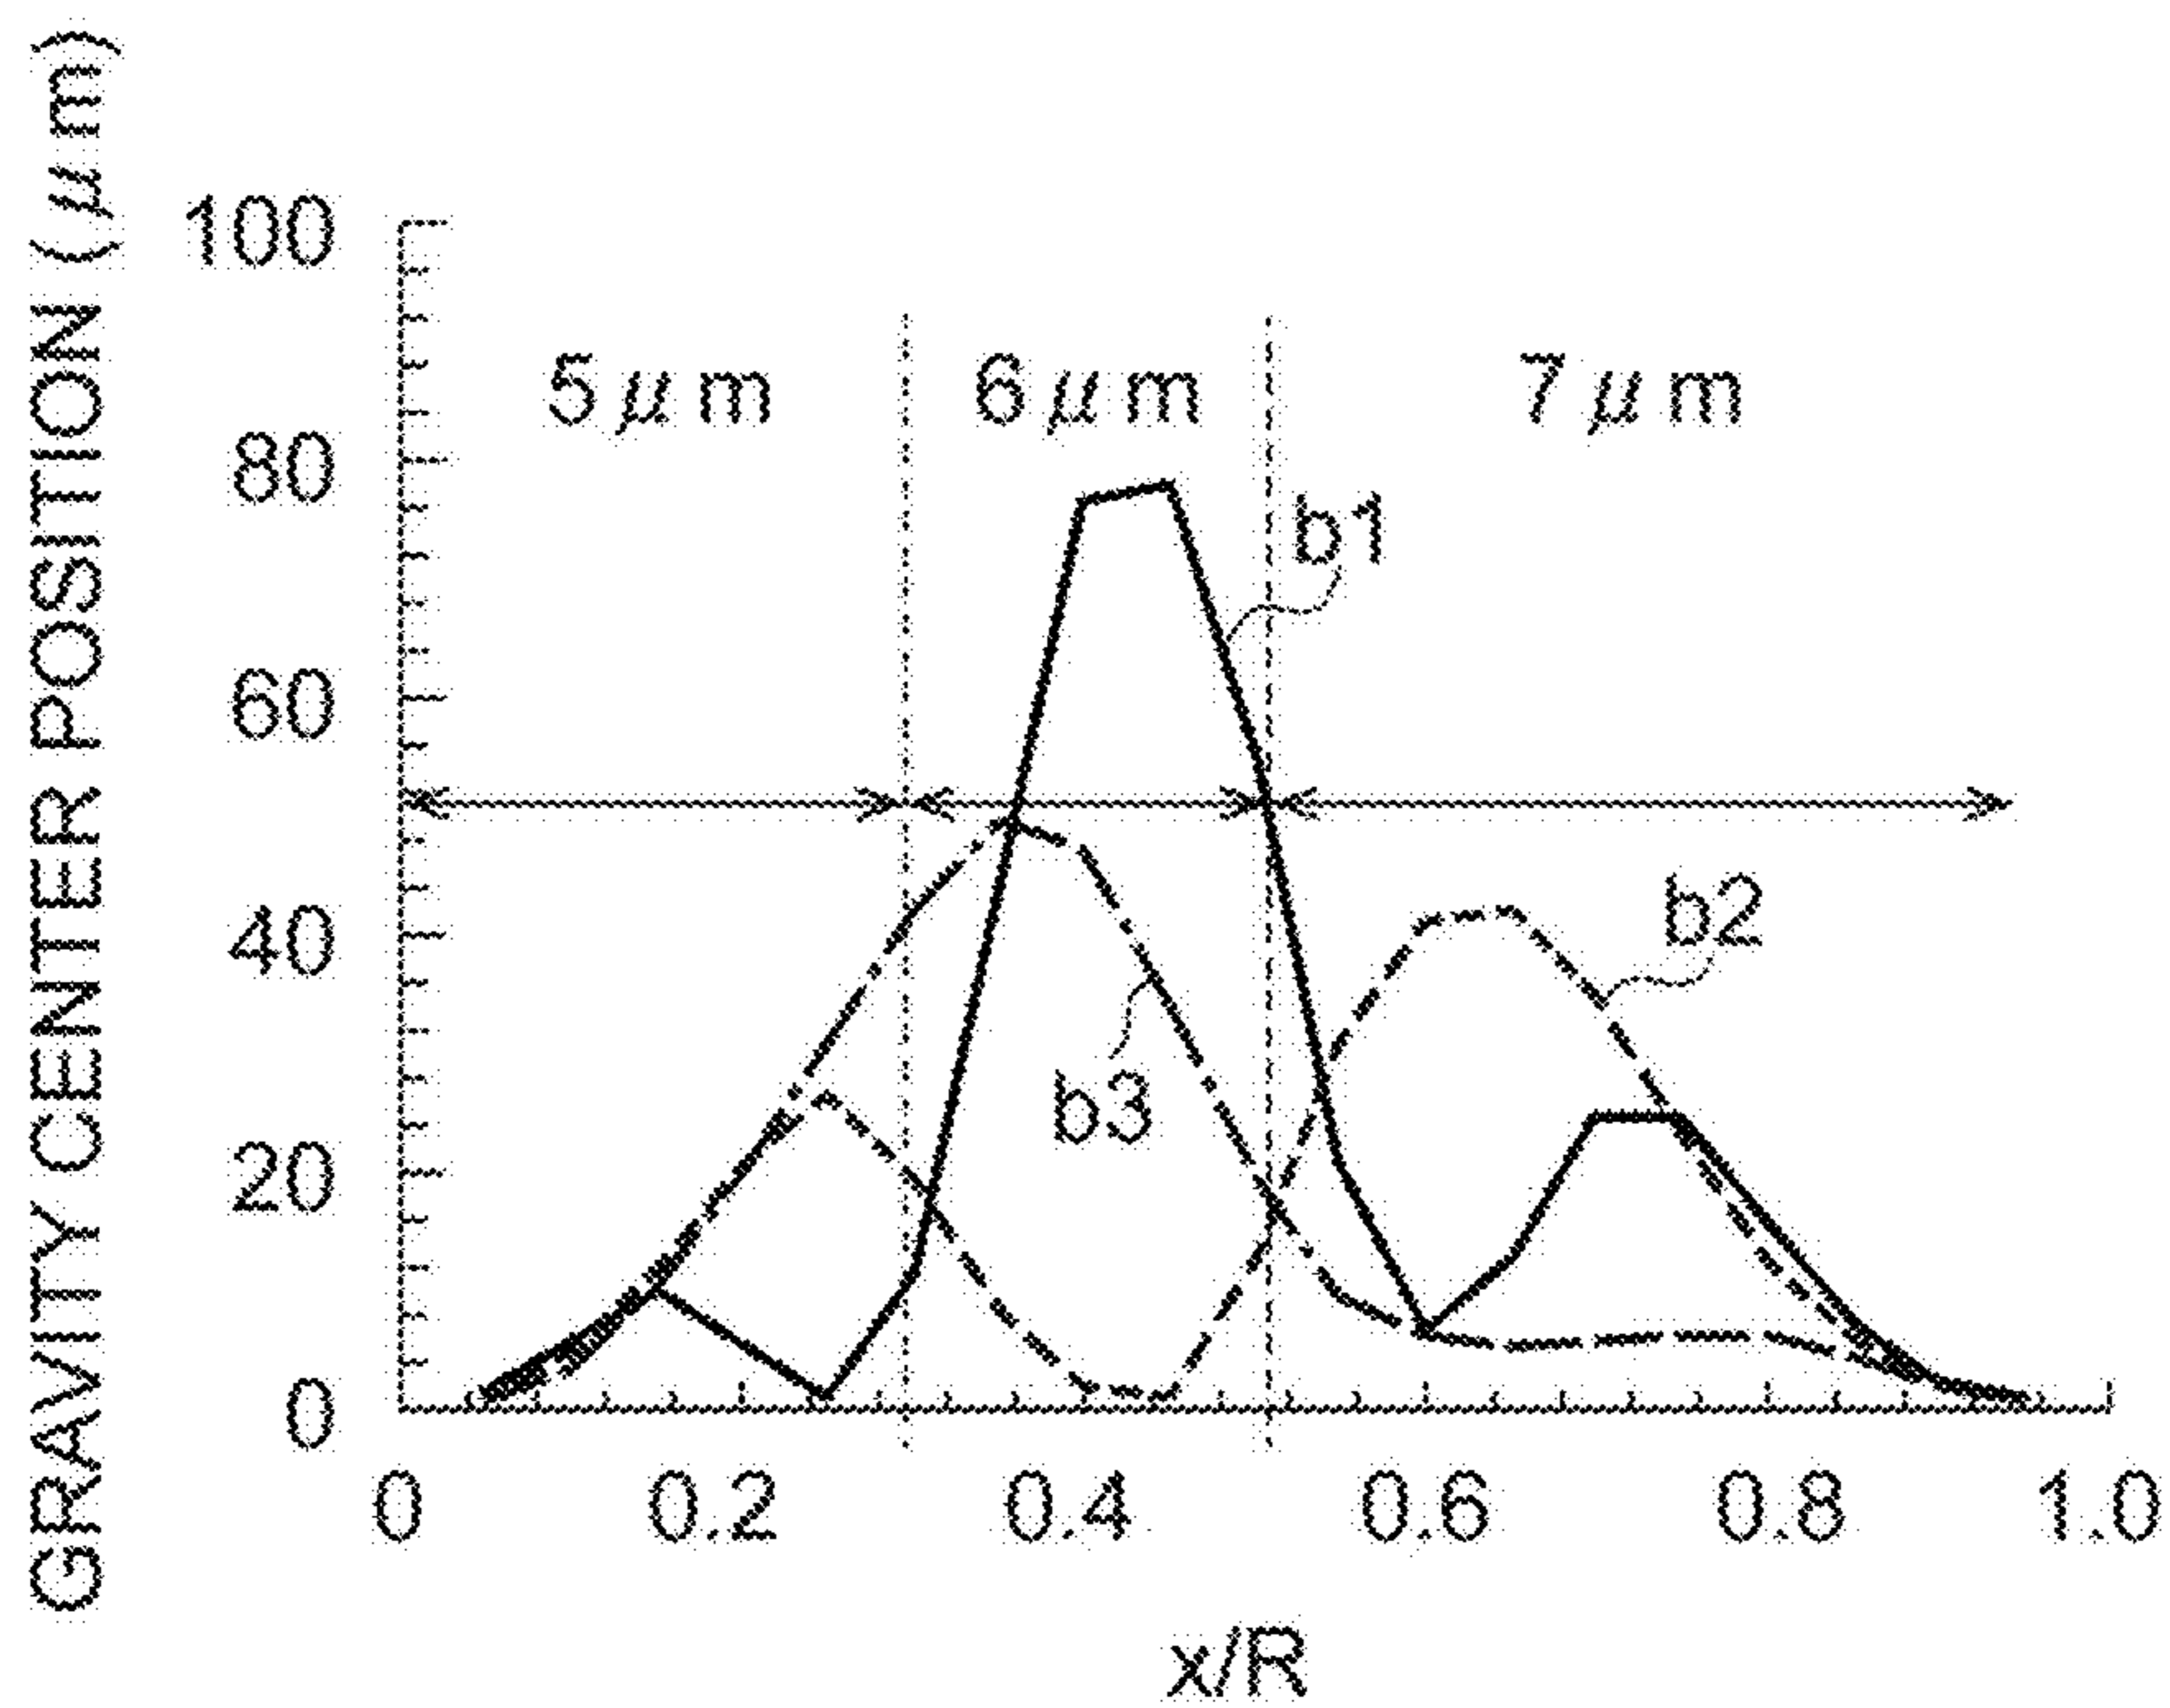 GRAVITY CENTER POSITION (μm)
100
80
60
40
20
0
5μm
6μm
7μm
b1
b2
b3
0
0.2
0.4
0.6
0.8
1.0
x/R